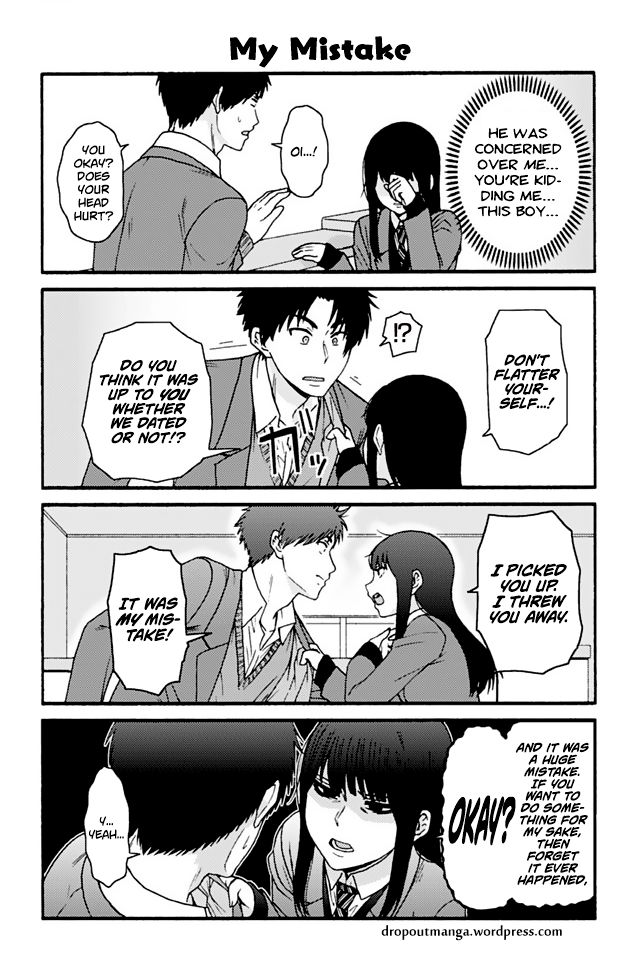 My Mistake
HE WAS
CONCERNED
OVER ME...
YOU'RE KID-
DING ME...
THIS BOY...
OI...!
YOU
OKAY?
DOES
YOUR
HEAD
HURT?
DON'T
FLATTER
YOUR-
SELF...!
!?
ガッ
DO YOU
THINK IT WAS
UP TO YOU
WHETHER
WE DATED
OR NOT!?
I PICKED
YOU UP.
I THREW
YOU AWAY.
IT WAS
MY MIS-
TAKE!
AND IT WAS
A HUGE
MISTAKE.
IF YOU
WANT TO
DO SOME-
THING FOR
MY SAKE,
THEN
FORGET
IT EVER
HAPPENED,
OKAY?
Y...
YEAH...
dropoutmanga.wordpress.com